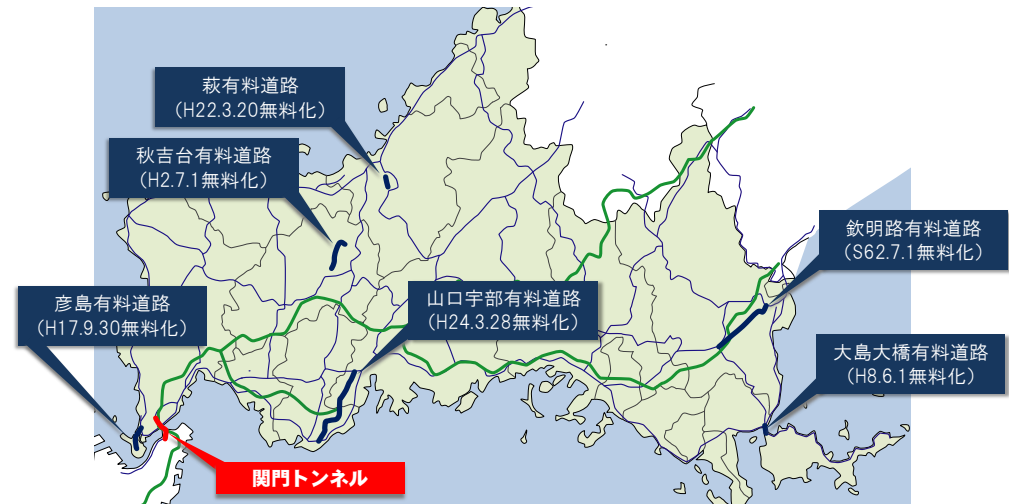 萩有料道路
(H22.3.20無料化)
秋吉台有料道路
(H2.7.1無料化)
欽明路有料道路
(S62.7.1無料化)
彦島有料道路
(H17.9.30無料化)
山口宇部有料道路
(H24.3.28無料化)
大島大橋有料道路
(H8.6.1無料化)
関門トンネル